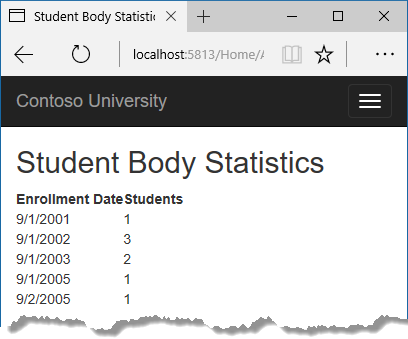 Student Body Statistic
localhost:5813/Home/A
Contoso University
Student Body Statistics
Enrollment Date Students
9/1/2001 1
9/1/2002 3
9/1/2003 2
9/1/2005 1
9/2/2005 1